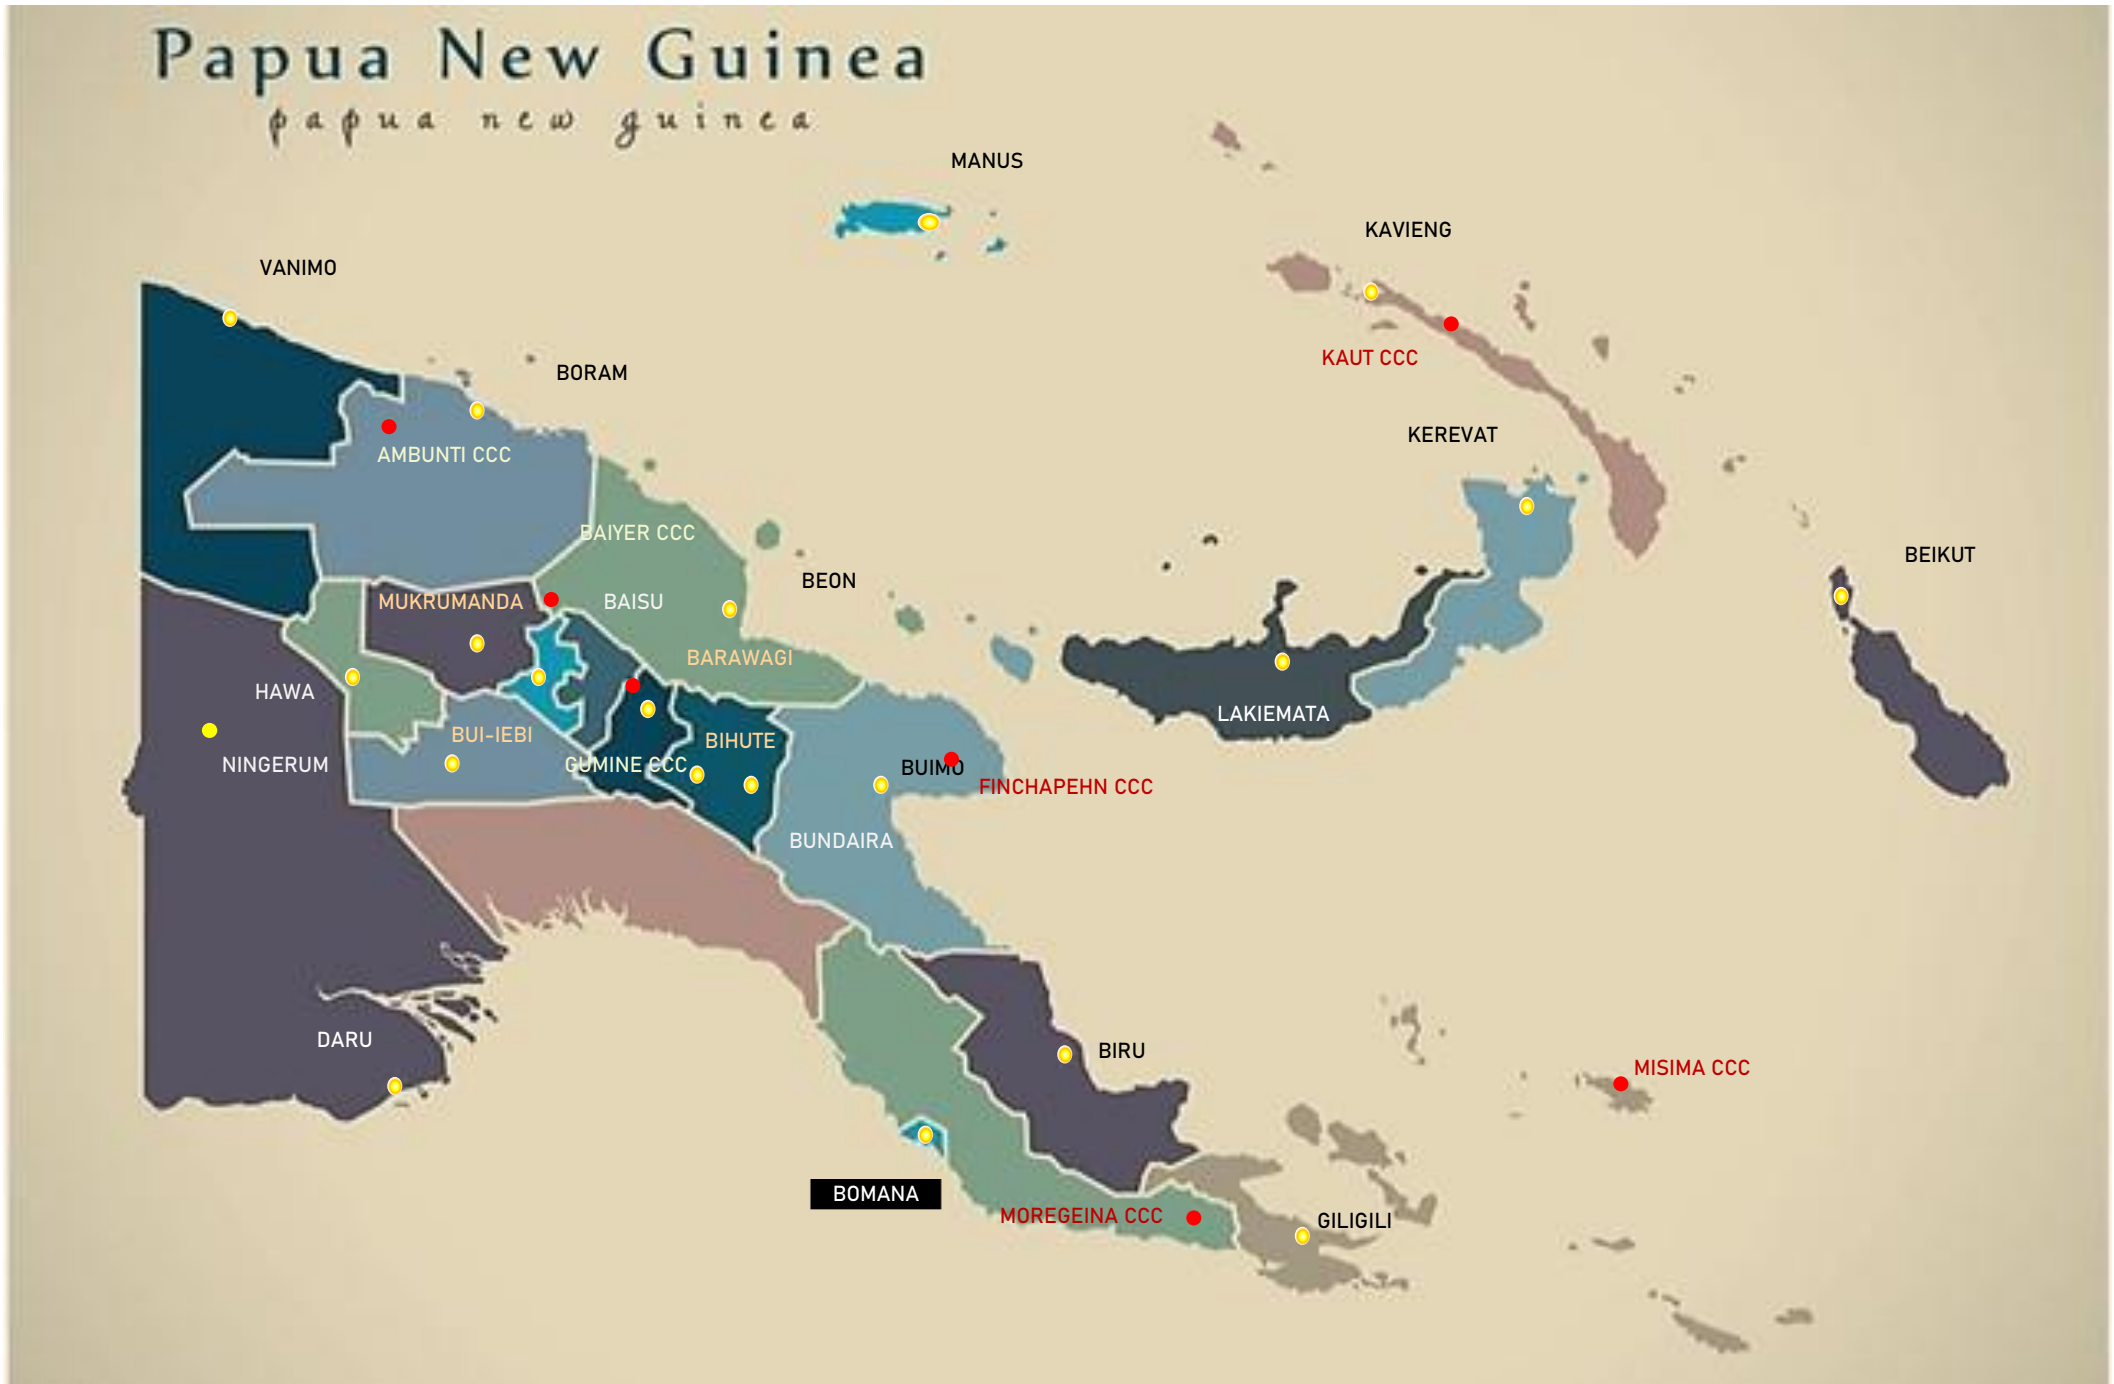 Papua New Guinea
papua new guinea
MANUS
KAVIENG
VANIMO
KAUT CCC
BORAM
KEREVAT
AMBUNTI CCC
BAIYER CCC
BEIKUT
BEON
MUKRUMANDA
BAISU
BARAWAGI
HAWA
LAKIEMATA
BUI-IEBI
BIHUTE
NINGERUM
GUMINE CCC
BUIMO
FINCHAPEHN CCC
BUNDAIRA
DARU
BIRU
MISIMA CCC
BOMANA
MOREGEINA CCC
GILIGILI